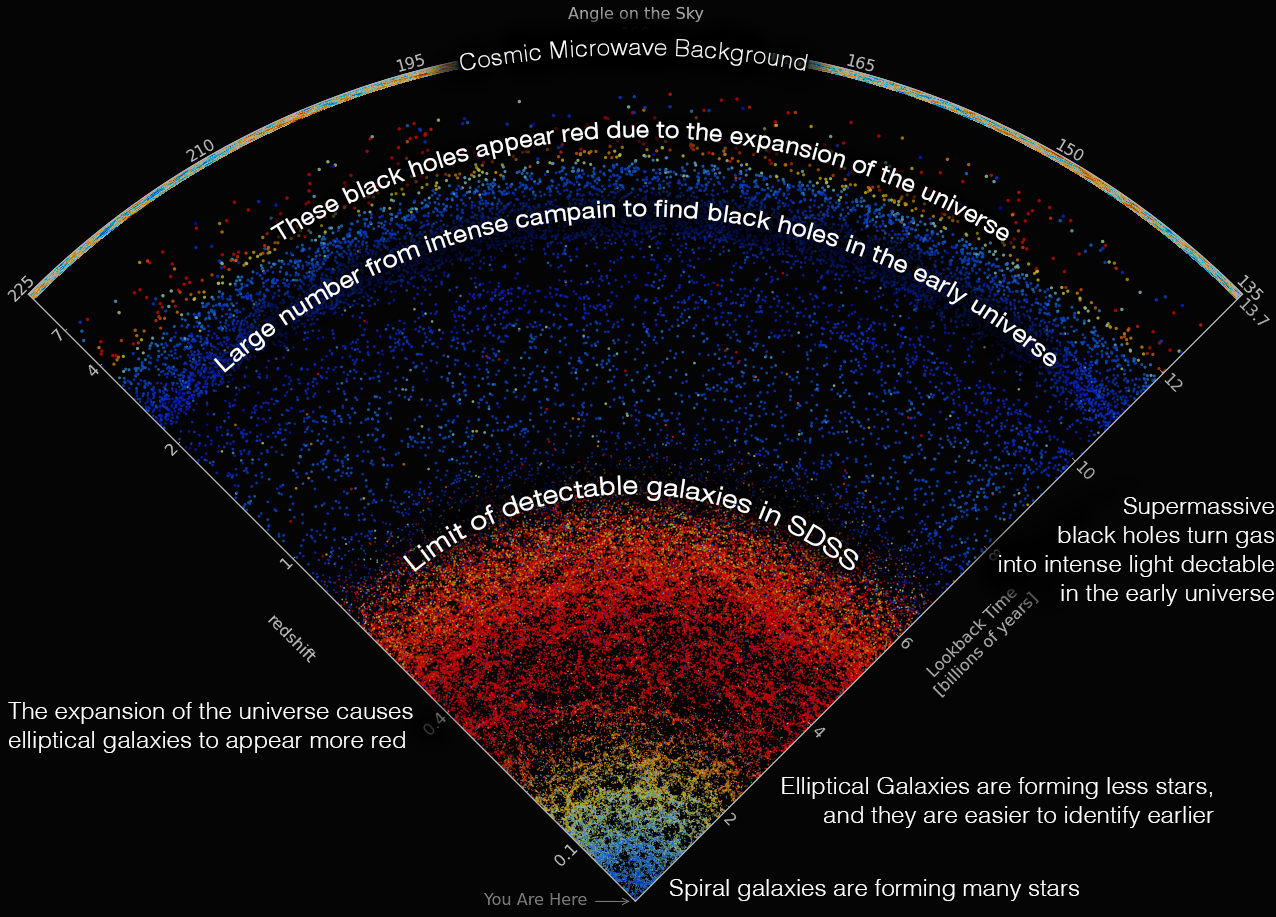 Angle on the Sky
Cosmic Microwave Background
195
165
210
150
225
135
13.7
These black holes appear red due to the expansion of the universe
Large number from intense campain to find black holes in the early universe
7
4
12
2
10
Limit of detectable galaxies in SDSS
Supermassive
black holes turn gas
into intense light dectable
in the early universe
8
1
redshift
6
Lookback Time
[billions of years]
The expansion of the universe causes
elliptical galaxies to appear more red
0.4
4
Elliptical Galaxies are forming less stars,
and they are easier to identify earlier
2
0.1
Spiral galaxies are forming many stars
You Are Here